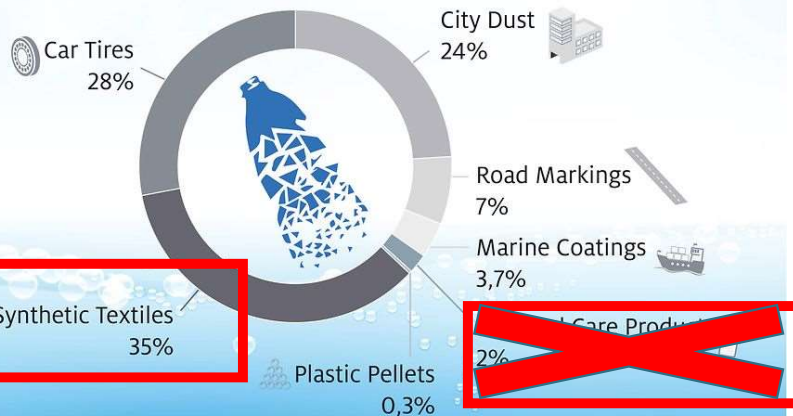 City Dust
24%
Car Tires
28%
Road Markings
7%
Marine Coatings
3,7%
Synthetic Textiles
35%
Care
2%
Plastic Pellets
0,3%